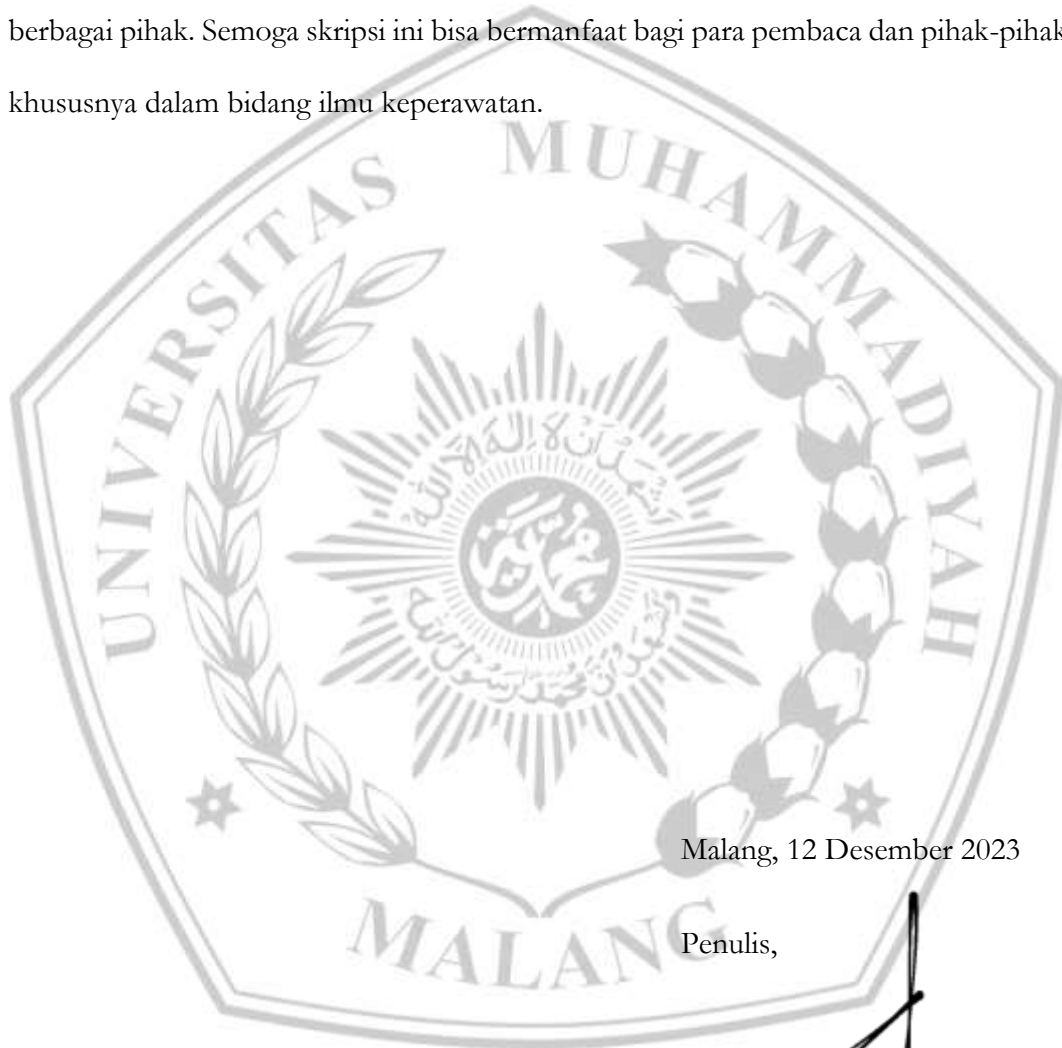 berbagai pihak. Semoga skripsi ini bisa bermanfaat bagi para pembaca dan pihak-pihak
khususnya dalam bidang ilmu keperawatan.
UNIVERSITAS MUHAMMADIYAH
MALANG
Malang, 12 Desember 2023
Penulis,